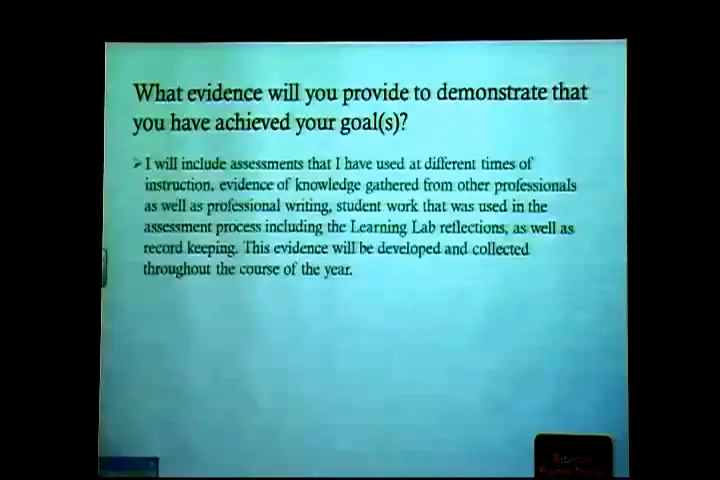 What evidence will you provide to demonstrate that
you have achieved your goal(s)?
➢ I will include assessments that I have used at different times of
instruction, evidence of knowledge gathered from other professionals
as well as professional writing, student work that was used in the
assessment process including the Learning Lab reflections, as well as
record keeping. This evidence will be developed and collected
throughout the course of the year.